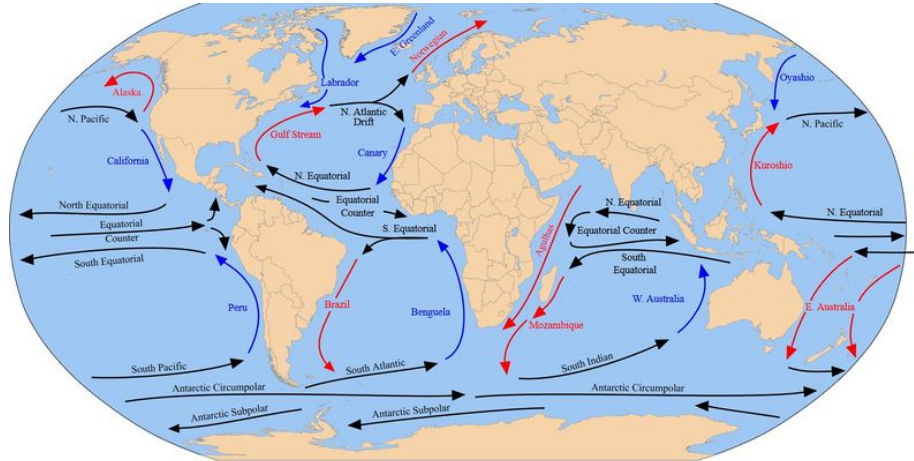 E. Greenland
Norwegian
Labrador
Oyashio
Alaska
N. Pacific
N. Atlantic
Drift
Gulf Stream
N. Pacific
California
Canary
Kuroshio
N. Equatorial
North Equatorial
Equatorial
Counter
N. Equatorial
N. Equatorial
Equatorial
Counter
S. Equatorial
Agulhas
Equatorial Counter
South Equatorial
South
Equatorial
Peru
Brazil
Benguela
Mozambique
W. Australia
E. Australia
South Pacific
South Atlantic
South Indian
Antarctic Circumpolar
Antarctic Circumpolar
Antarctic Subpolar
Antarctic Subpolar